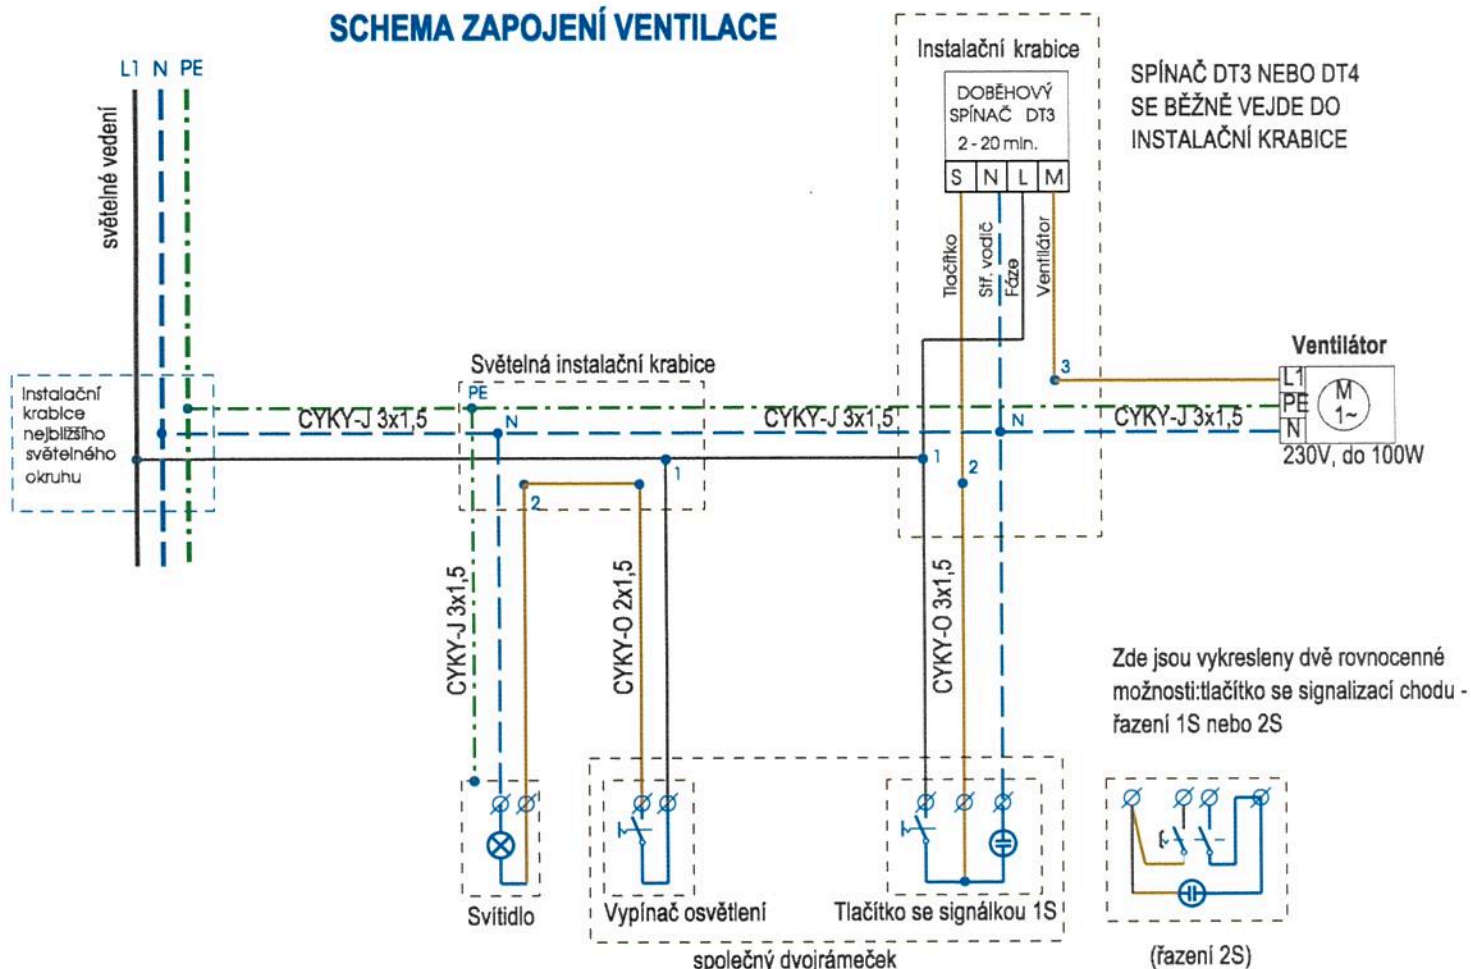 SCHEMA ZAPOJENÍ VENTILACE
L1 N PE
světelné vedení
Instalační krabice
DOBĚHOVÝ
SPÍNAČ DT3
2 - 20 min.
S N L M
Tlačítko
Stř. vodič
Fáze
Ventilátor
SPÍNAČ DT3 NEBO DT4
SE BĚŽNĚ VEJDE DO
INSTALAČNÍ KRABICE
Světelná instalační krabice
Instalační
krabice
nejbližšího
světelného
okruhu
PE
CYKY-J 3x1,5
N
CYKY-J 3x1,5
N
CYKY-J 3x1,5
3
Ventilátor
L1
PE
N
M
1~
230V, do 100W
1
2
1
2
CYKY-J 3x1,5
CYKY-O 2x1,5
CYKY-O 3x1,5
Zde jsou vykresleny dvě rovnocenné
možnosti:tlačítko se signalizací chodu -
řazení 1S nebo 2S
Svítidlo
Vypínač osvětlení
Tlačítko se signálkou 1S
společný dvojrámeček
(řazení 2S)